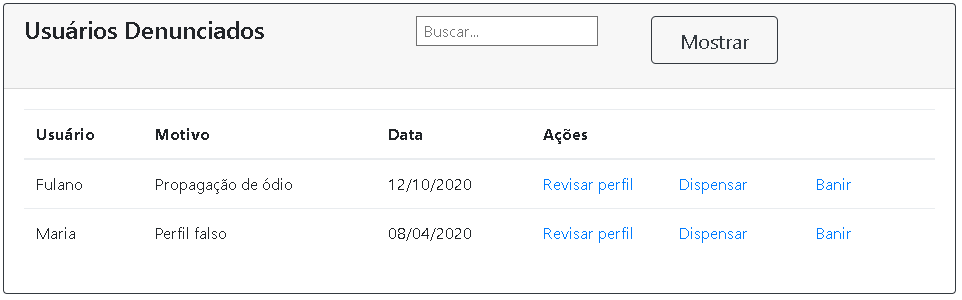 Usuários Denunciados Buscar... Mostrar
Usuário Motivo Data Ações
Fulano Propagação de ódio 12/10/2020 Revisar perfil Dispensar Banir
Maria Perfil falso 08/04/2020 Revisar perfil Dispensar Banir